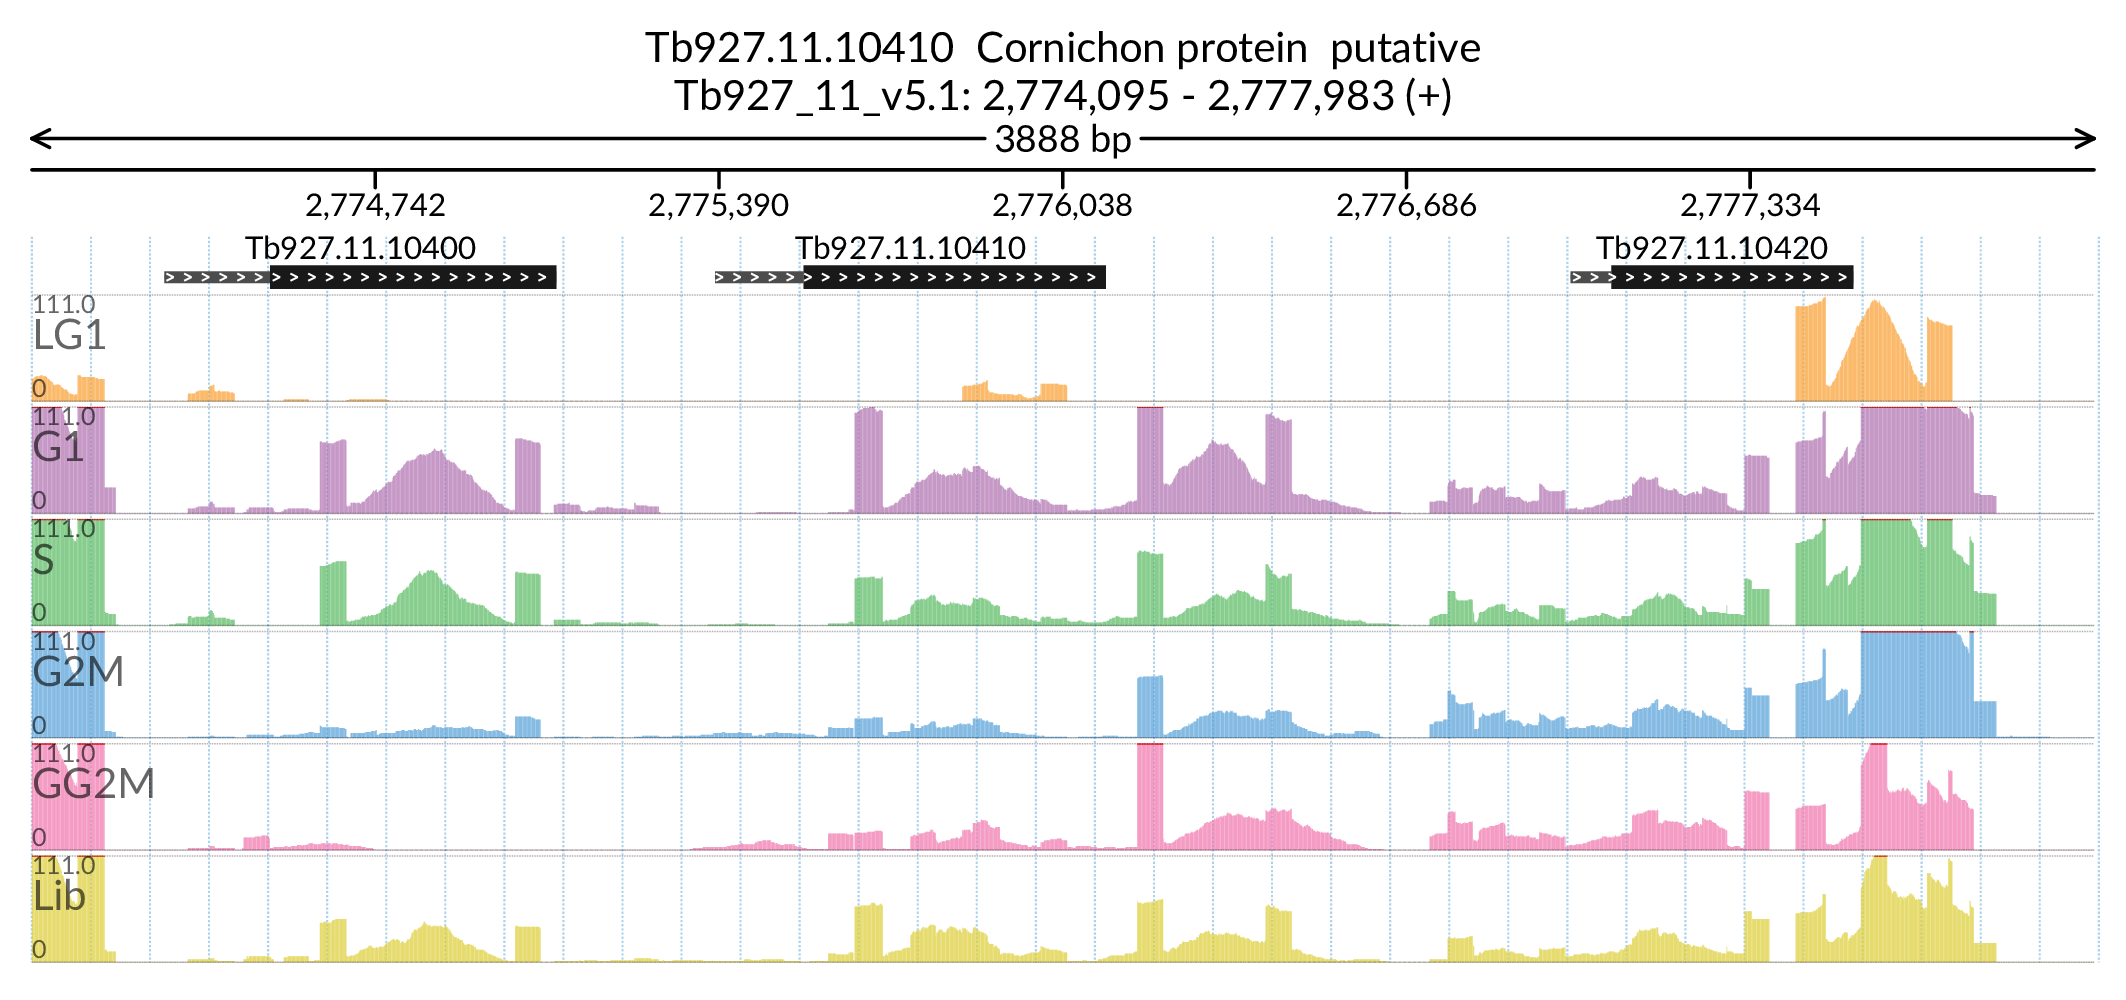 Tb927.11.10410  Cornichon protein  putative
Tb927_11_v5.1: 2,774,095 - 2,777,983 (+)
3888 bp
2,774,742 2,775,390 2,776,038 2,776,686 2,777,334
Tb927.11.10400 Tb927.11.10410 Tb927.11.10420
111.0
LG1
0
111.0
G1
0
111.0
S
0
111.0
G2M
0
111.0
GG2M
0
111.0
Lib
0